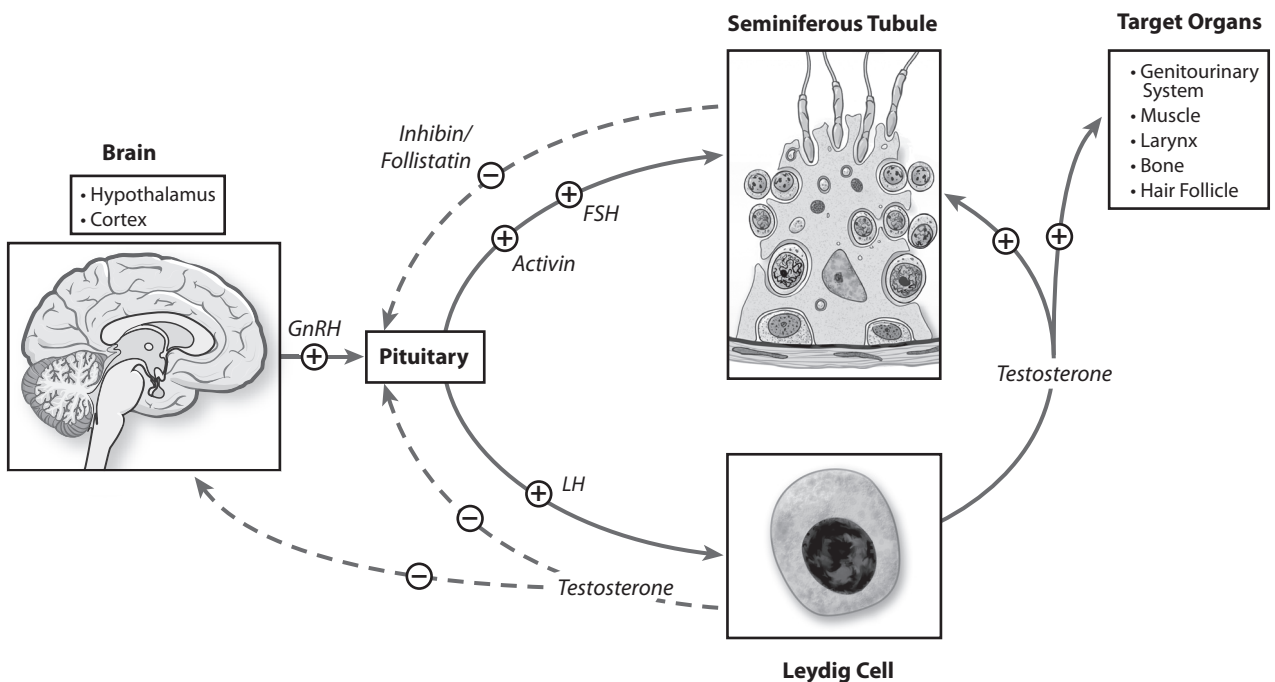 Seminiferous Tubule
Target Organs
• Genitourinary
System
• Muscle
• Larynx
• Bone
• Hair Follicle
Inhibin/
Follistatin
−
Brain
• Hypothalamus
• Cortex
+
FSH
+
Activin
+
+
GnRH
+
Pituitary
Testosterone
LH
+
−
−
Testosterone
Leydig Cell